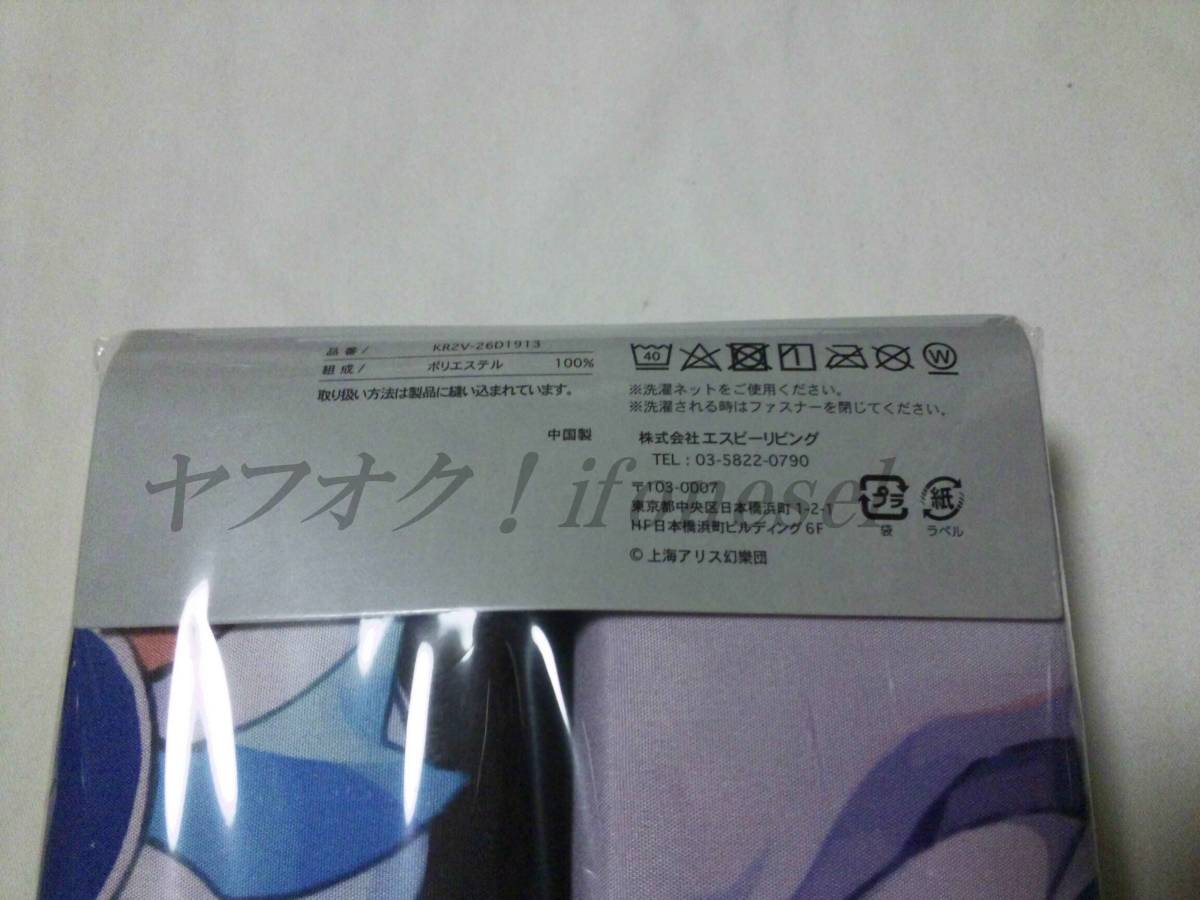 品番/ KR2V-26D1913
組成/ ポリエステル 100%
取り扱い方法は製品に縫い込まれています。
中国製
40
1
W
※洗濯ネットをご使用ください。
※洗濯される時はファスナーを閉じてください。
株式会社エスビーリビング
TEL : 03-5822-0790
〒103-0007
東京都中央区日本橋浜町1-2-1
HF日本橋浜町ビルディング 6F
© 上海アリス幻樂団
プラ
袋
紙
ラベル
ヤフオク!